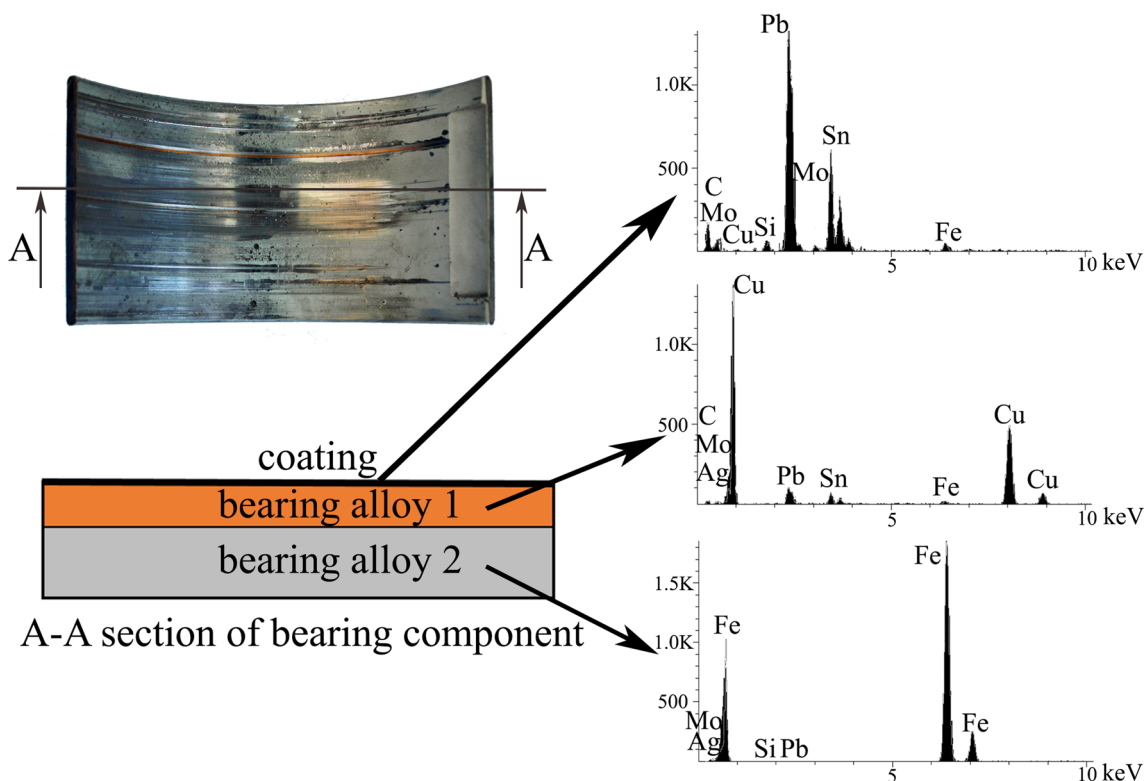 A A
coating
bearing alloy 1
bearing alloy 2
A-A section of bearing component
Pb
1.0K
Sn
500
Mo
C
Mo
Cu
Si
Fe
5
10 keV
Cu
1.0K
500
C
Mo
Ag
Pb
Sn
Fe
Cu
Cu
5
10 keV
Fe
1.5K
1.0K
Fe
500
Mo
Ag
Si Pb
Fe
5
10 keV